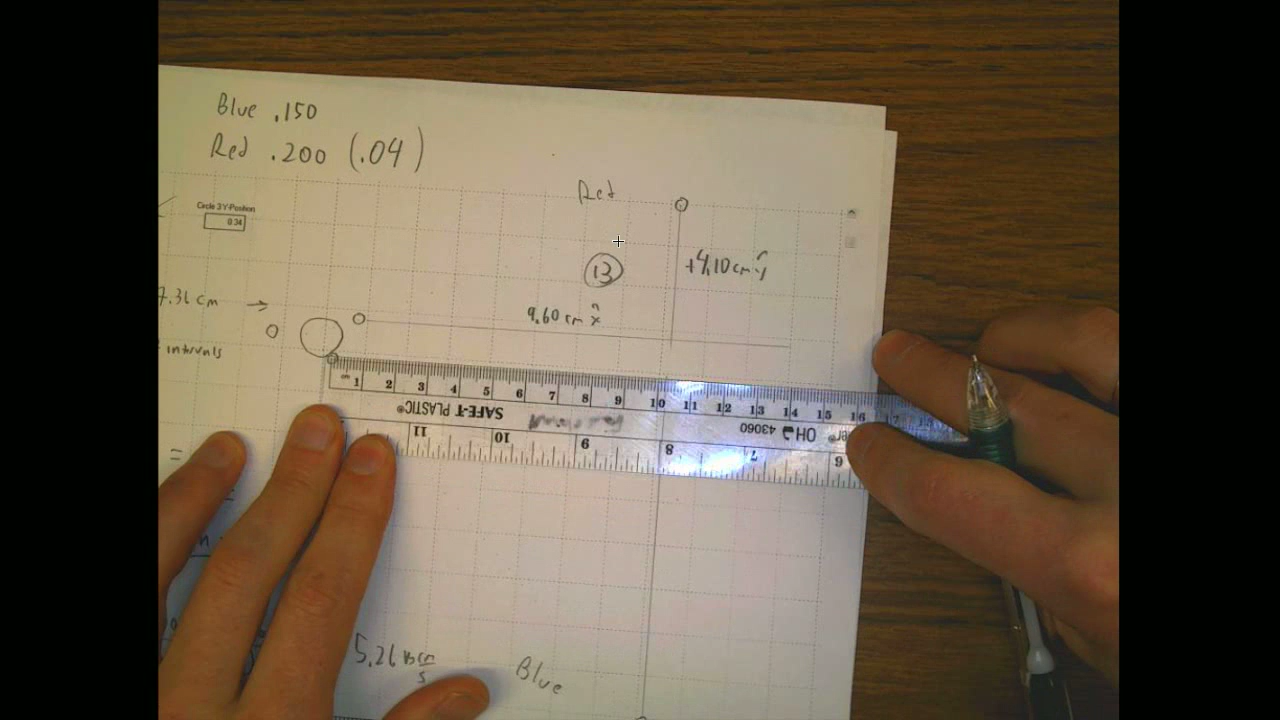 Blue .150
Red .200 (.04)
Circle 3 Y-Position
0.34
Red
13
+4.10 cm ŷ
7.31 cm →
9.60 cm x̂
intervals
cm 1 2 3 4 5 6 7 8 9 10 11 12 13 14 15 16 17 18
SAFE-T PLASTIC®
43060
11 10 9 8 7 6
=
5.26
Blue